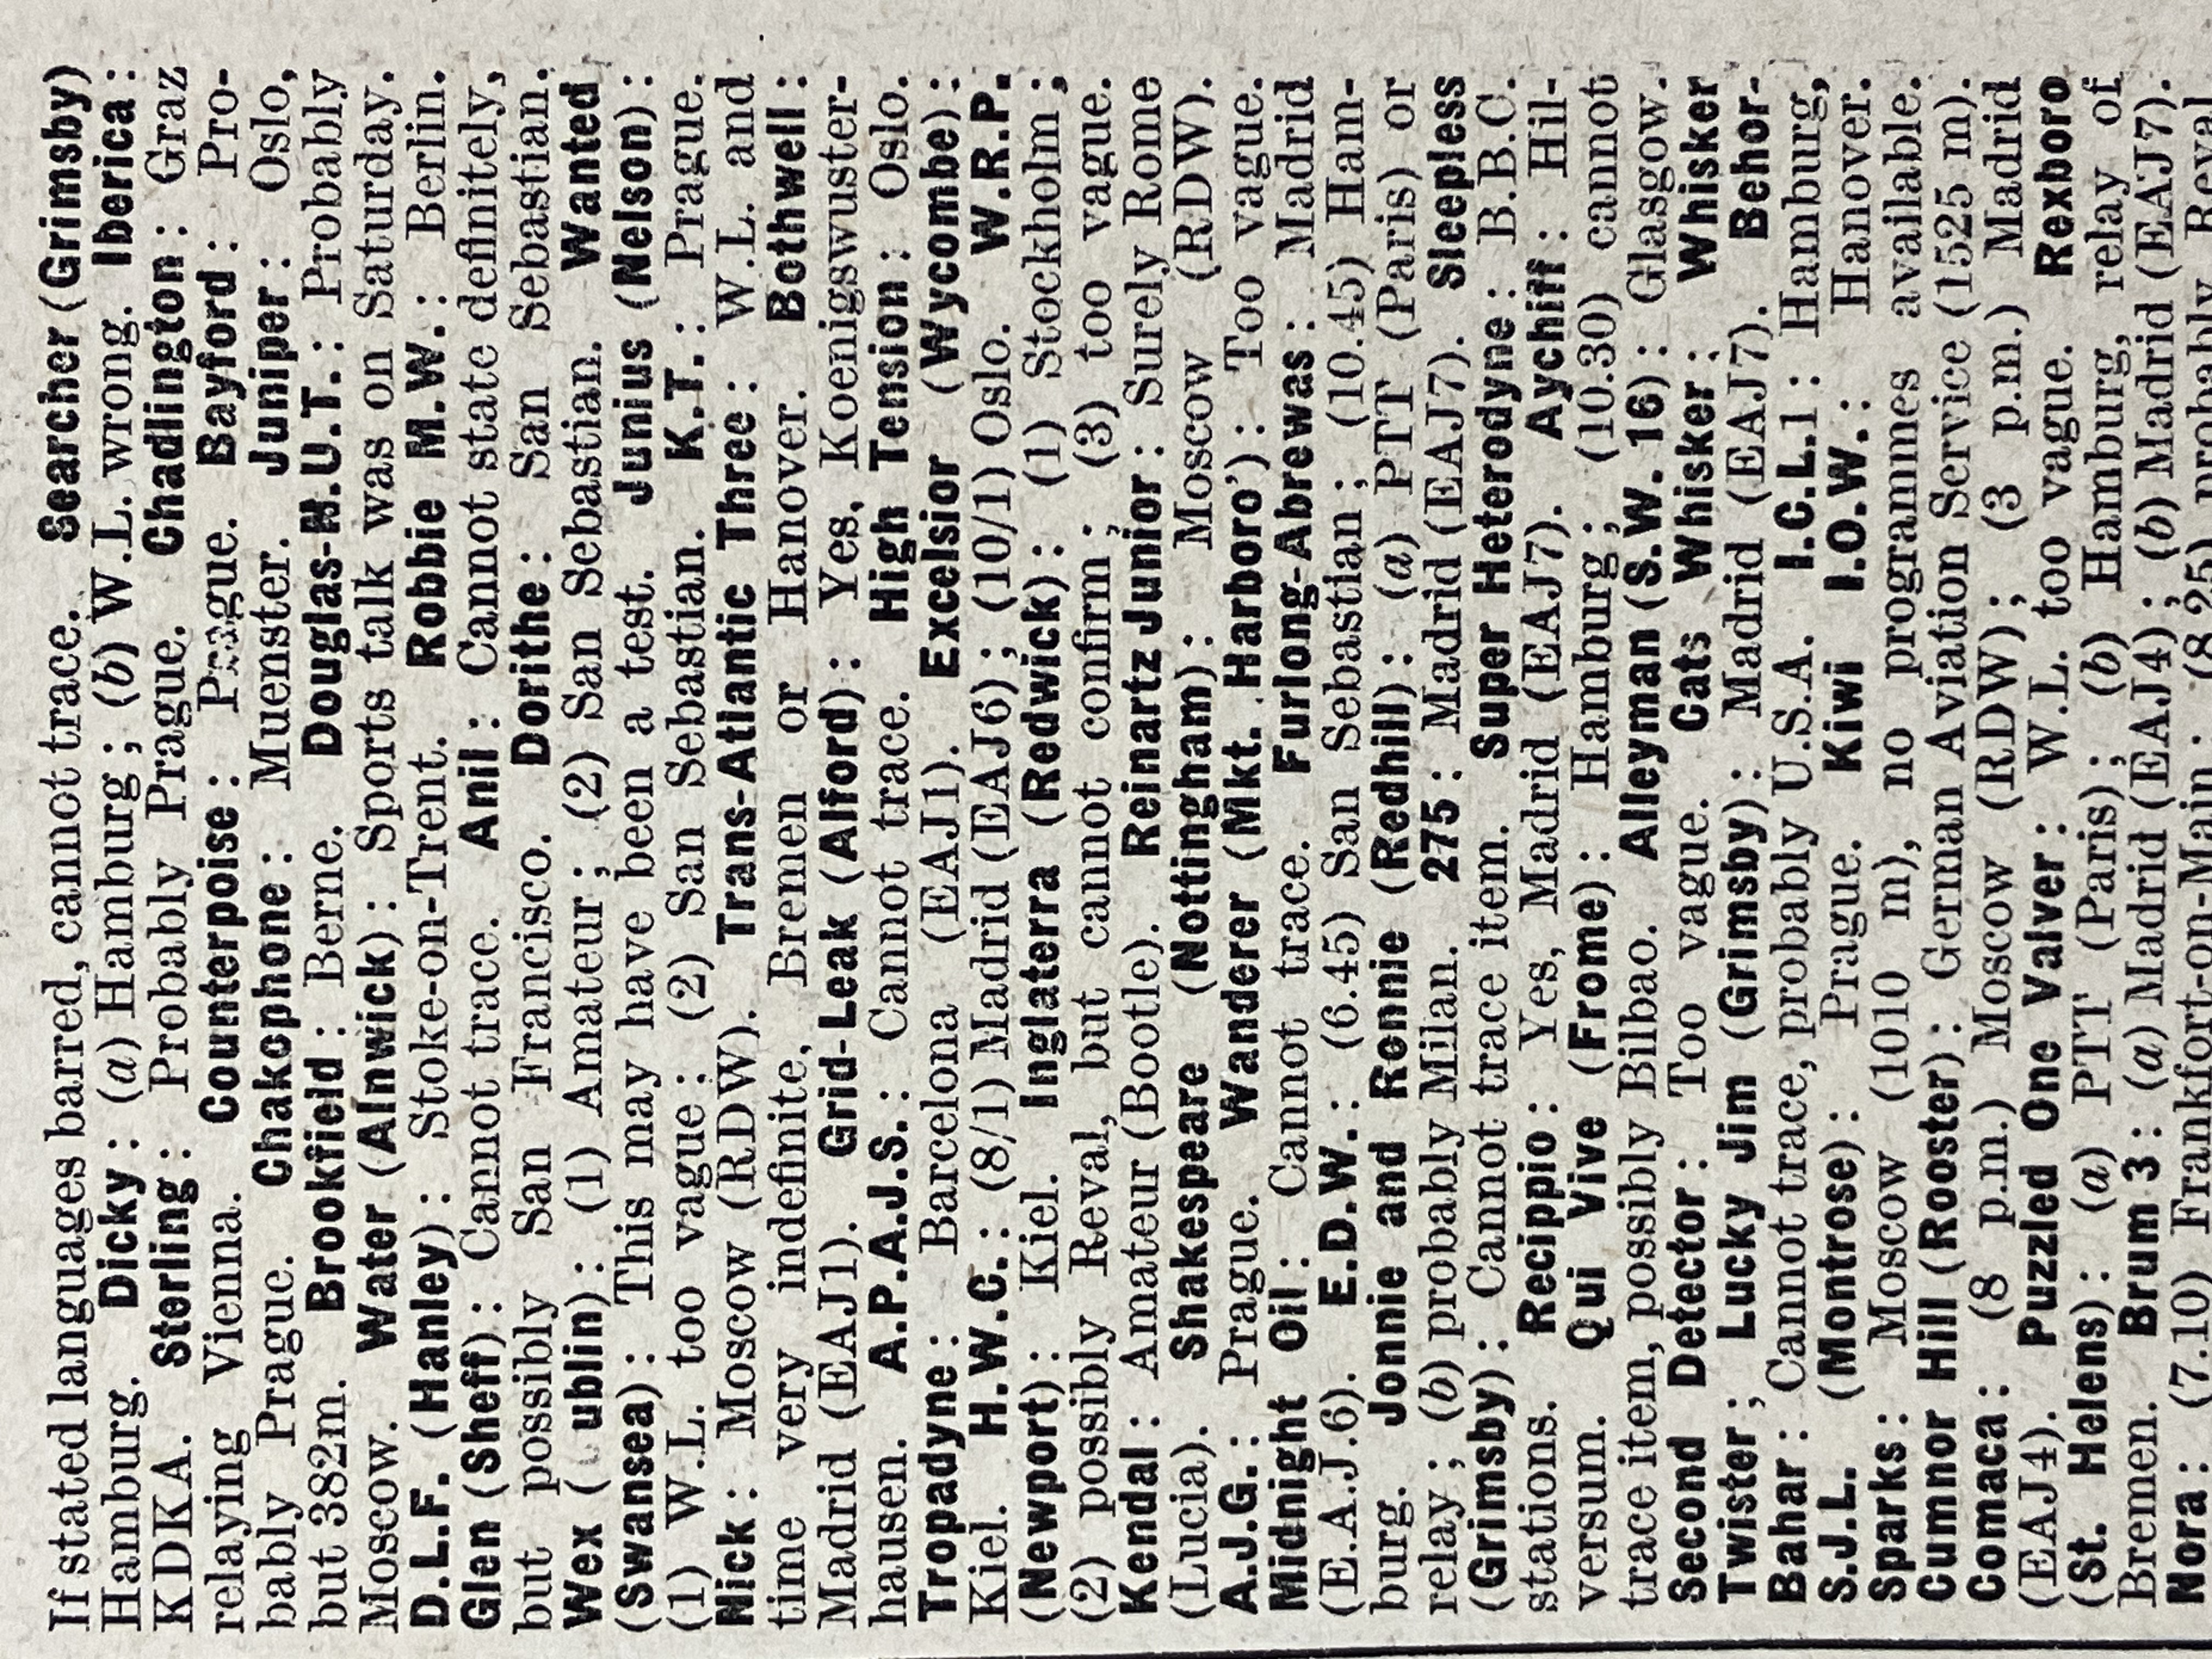 If stated languages barred, cannot trace. Searcher (Grimsby)
Hamburg. Dicky : (a) Hamburg ; (b) W.L. wrong. Iberica :
KDKA. Sterling : Probably Prague. Chadlington : Graz
relaying Vienna. Counterpoise : Prague. Bayford : Pro-
bably Prague. Chakophone : Muenster. Juniper : Oslo,
but 382m. Brookfield : Berne. Douglas-N.U.T. : Probably
Moscow. Water (Alnwick) : Sports talk was on Saturday.
D.L.F. (Hanley) : Stoke-on-Trent. Robbie M.W. : Berlin.
Glen (Sheff) : Cannot trace. Anil : Cannot state definitely,
but possibly San Francisco. Dorithe : San Sebastian.
Wex ( ublin) : (1) Amateur ; (2) San Sebastian. Wanted
(Swansea) : This may have been a test. Junius (Nelson) :
(1) W.L. too vague ; (2) San Sebastian. K.T. : Prague.
Nick : Moscow (RDW). Trans-Atlantic Three : W.L. and
time very indefinite, Bremen or Hanover. Bothwell :
Madrid (EAJ1). Grid-Leak (Alford) : Yes, Koenigswuster-
hausen. A.P.A.J.S. : Cannot trace. High Tension : Oslo.
Tropadyne : Barcelona (EAJ1). Excelsior (Wycombe) :
Kiel. H.W.C. : (8/1) Madrid (EAJ6) ; (10/1) Oslo. W.R.P.
(Newport) : Kiel. Inglaterra (Redwick) : (1) Stockholm ;
(2) possibly Reval, but cannot confirm ; (3) too vague.
Kendal : Amateur (Bootle). Reinartz Junior : Surely Rome
(Lucia). Shakespeare (Nottingham) : Moscow (RDW).
A.J.G. : Prague. Wanderer (Mkt. Harboro') : Too vague.
Midnight Oil : Cannot trace. Furlong-Abrewas : Madrid
(E.A.J.6). E.D.W. : (6.45) San Sebastian ; (10.45) Ham-
burg. Jonnie and Ronnie (Redhill) : (a) PTT (Paris) or
relay ; (b) probably Milan. 275 : Madrid (EAJ7). Sleepless
(Grimsby) : Cannot trace item. Super Heterodyne : B.B.C.
stations. Recippio : Yes, Madrid (EAJ7). Aychiff : Hil-
versum. Qui Vive (Frome) : Hamburg ; (10.30) cannot
trace item, possibly Bilbao. Alleyman (S.W. 16) : Glasgow.
Second Detector : Too vague. Cats Whisker ; Whisker
Twister ; Lucky Jim (Grimsby) : Madrid (EAJ7). Behor-
Bahar : Cannot trace, probably U.S.A. I.C.L.1 : Hamburg,
S.J.L. (Montrose) : Prague. Kiwi I.O.W. : Hanover.
Sparks : Moscow (1010 m), no programmes available.
Cumnor Hill (Rooster) : German Aviation Service (1525 m).
Comaca : (8 p.m.) Moscow (RDW) ; (3 p.m.) Madrid
(EAJ4). Puzzled One Valver : W.L. too vague. Rexboro
(St. Helens) : (a) PTT (Paris) ; (b) Hamburg, relay of
Bremen. Brum 3 : (a) Madrid (EAJ4) ; (b) Madrid (EAJ7).
Nora : (7.10) Frankfort-on-Main ; (8.25) probably Reval